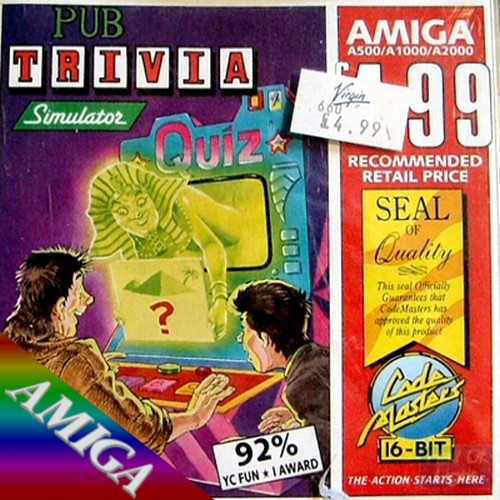 PUB
TRIVIA
Simulator
Quiz
AMIGA
A500/A1000/A2000
Virgin
£4.99
99
RECOMMENDED
RETAIL PRICE
SEAL
OF
Quality
This seal Officially
Guarantees that
CodeMasters has
approved the quality
of this product
?
Code
Masters
16-BIT
92%
YC FUN ★ 1 AWARD
THE·ACTION·STARTS·HERE·
AMIGA